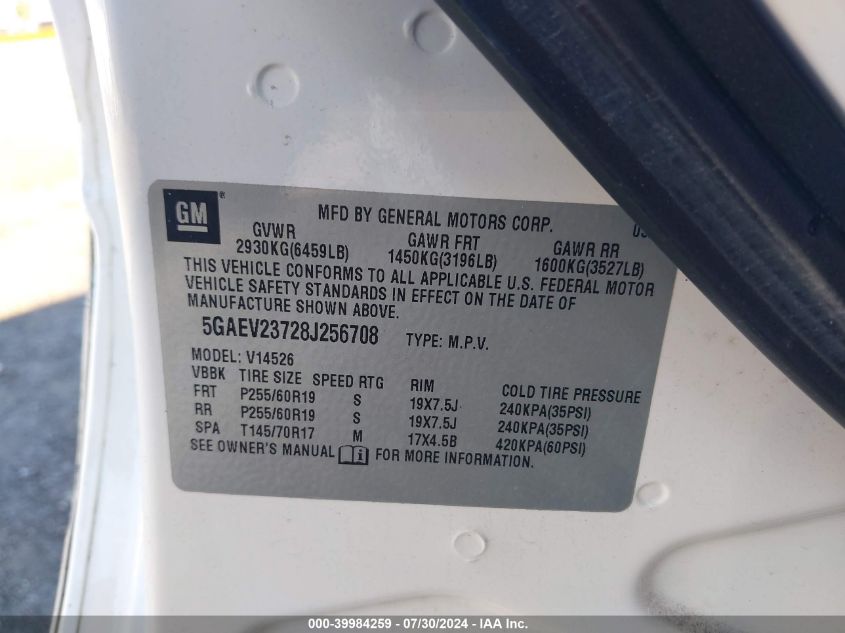 GM ®
MFD BY GENERAL MOTORS CORP.
GVWR GAWR FRT GAWR RR
2930KG(6459LB) 1450KG(3196LB) 1600KG(3527LB)
THIS VEHICLE CONFORMS TO ALL APPLICABLE U.S. FEDERAL MOTOR
VEHICLE SAFETY STANDARDS IN EFFECT ON THE DATE OF
MANUFACTURE SHOWN ABOVE.
5GAEV23728J256708 TYPE: M.P.V.
MODEL: V14526
VBBK TIRE SIZE SPEED RTG RIM COLD TIRE PRESSURE
FRT P255/60R19 S 19X7.5J 240KPA(35PSI)
RR P255/60R19 S 19X7.5J 240KPA(35PSI)
SPA T145/70R17 M 17X4.5B 420KPA(60PSI)
SEE OWNER'S MANUAL i FOR MORE INFORMATION.
000-39984259 - 07/30/2024 - IAA Inc.